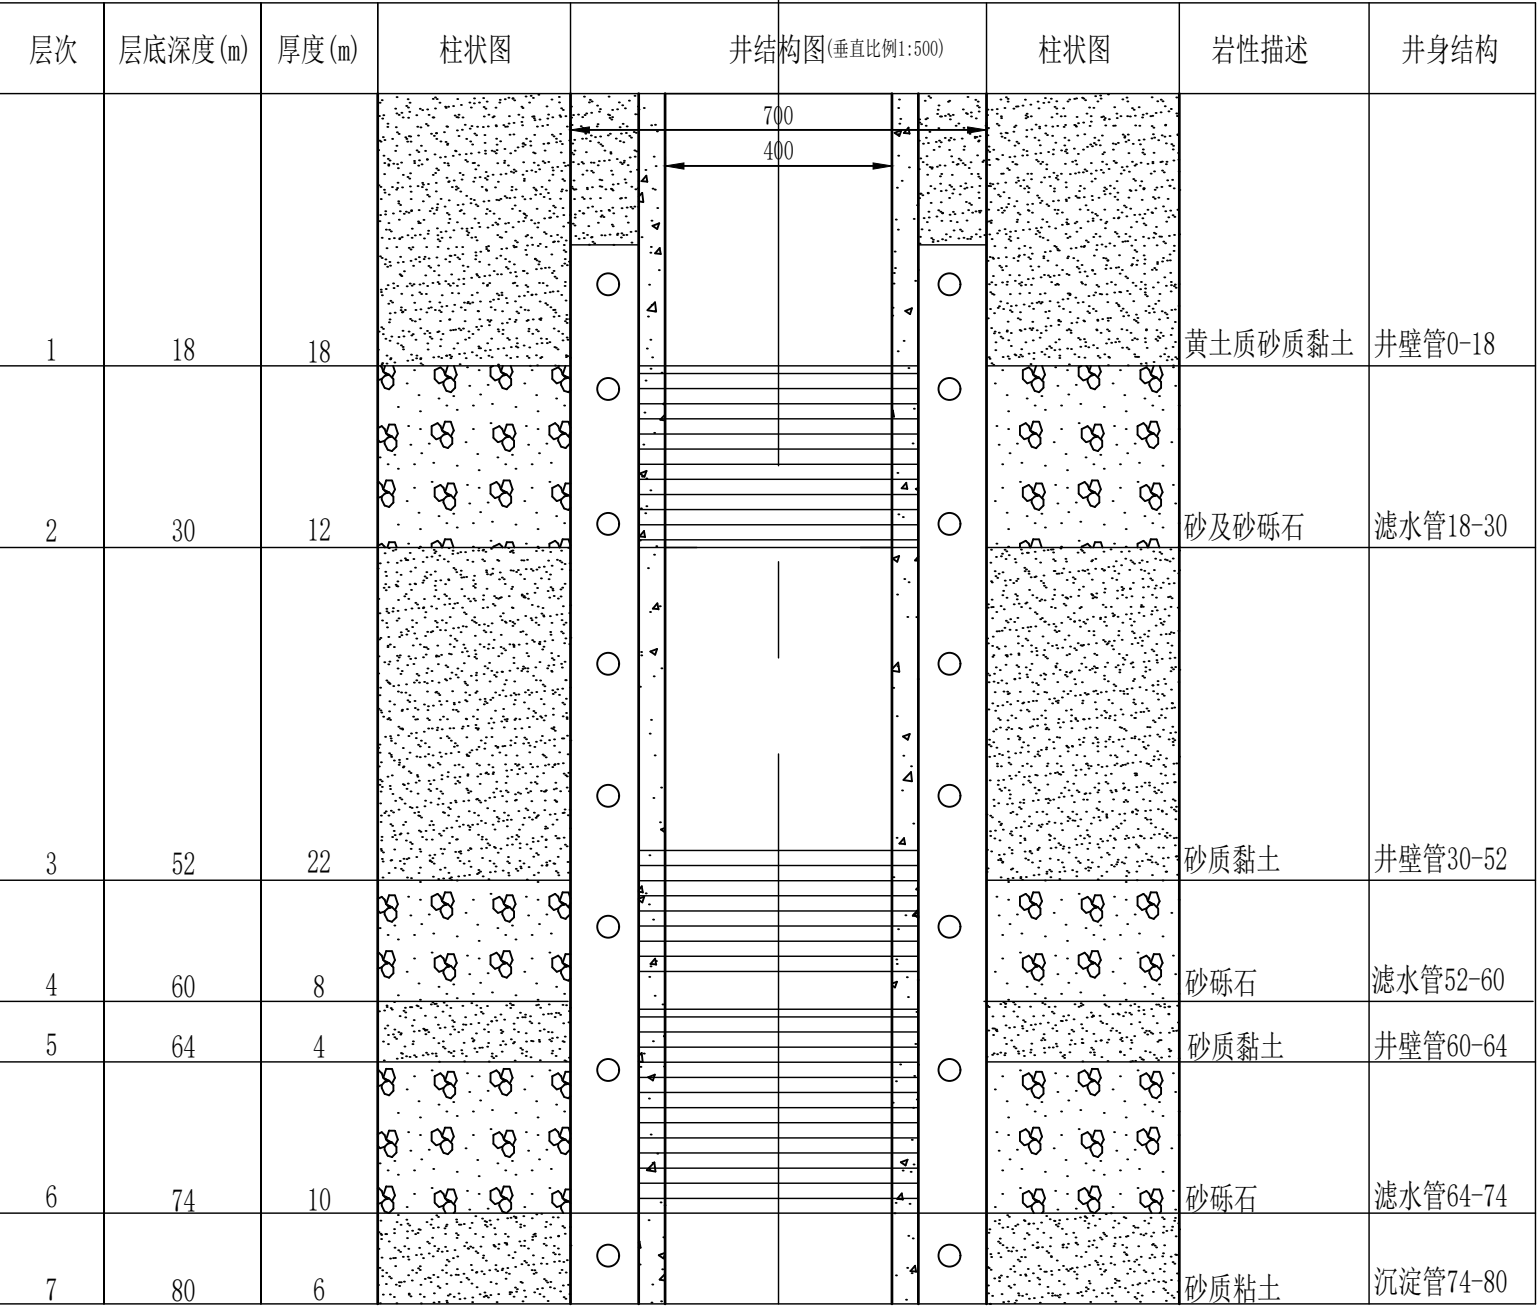 层次 层底深度(m) 厚度(m) 柱状图 井结构图(垂直比例1:500) 柱状图 岩性描述 井身结构
700
400
1 18 18 黄土质砂质黏土 井壁管0-18
2 30 12 砂及砂砾石 滤水管18-30
3 52 22 砂质黏土 井壁管30-52
4 60 8 砂砾石 滤水管52-60
5 64 4 砂质黏土 井壁管60-64
6 74 10 砂砾石 滤水管64-74
7 80 6 砂质粘土 沉淀管74-80